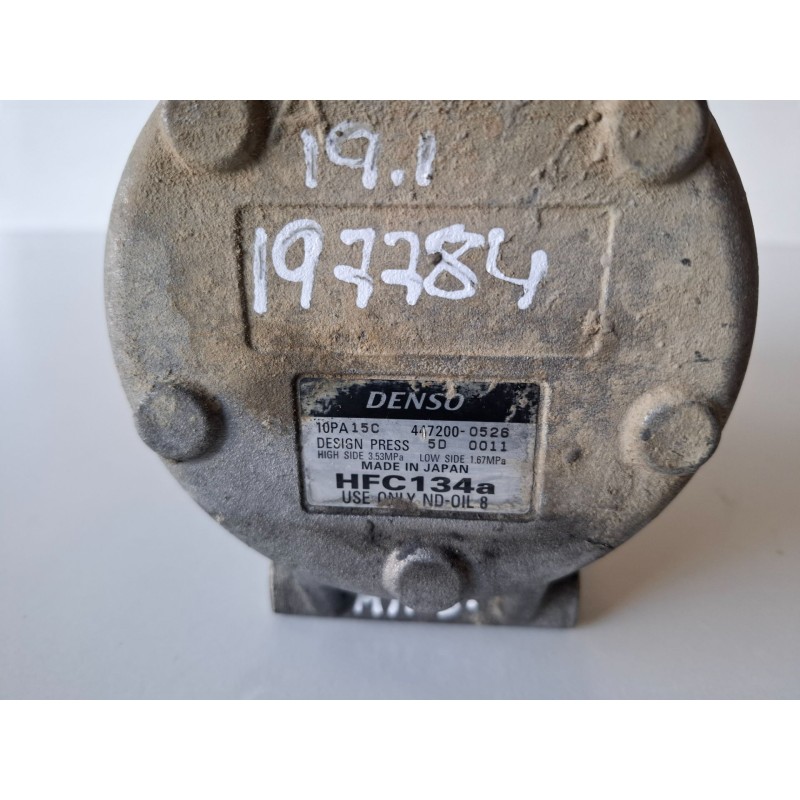 19.1
197784
DENSO
10PA15C 447200-0526
DESIGN PRESS 5D 0011
HIGH SIDE 3.53MPa LOW SIDE 1.67MPa
MADE IN JAPAN
HFC134a
USE ONLY ND-OIL 8